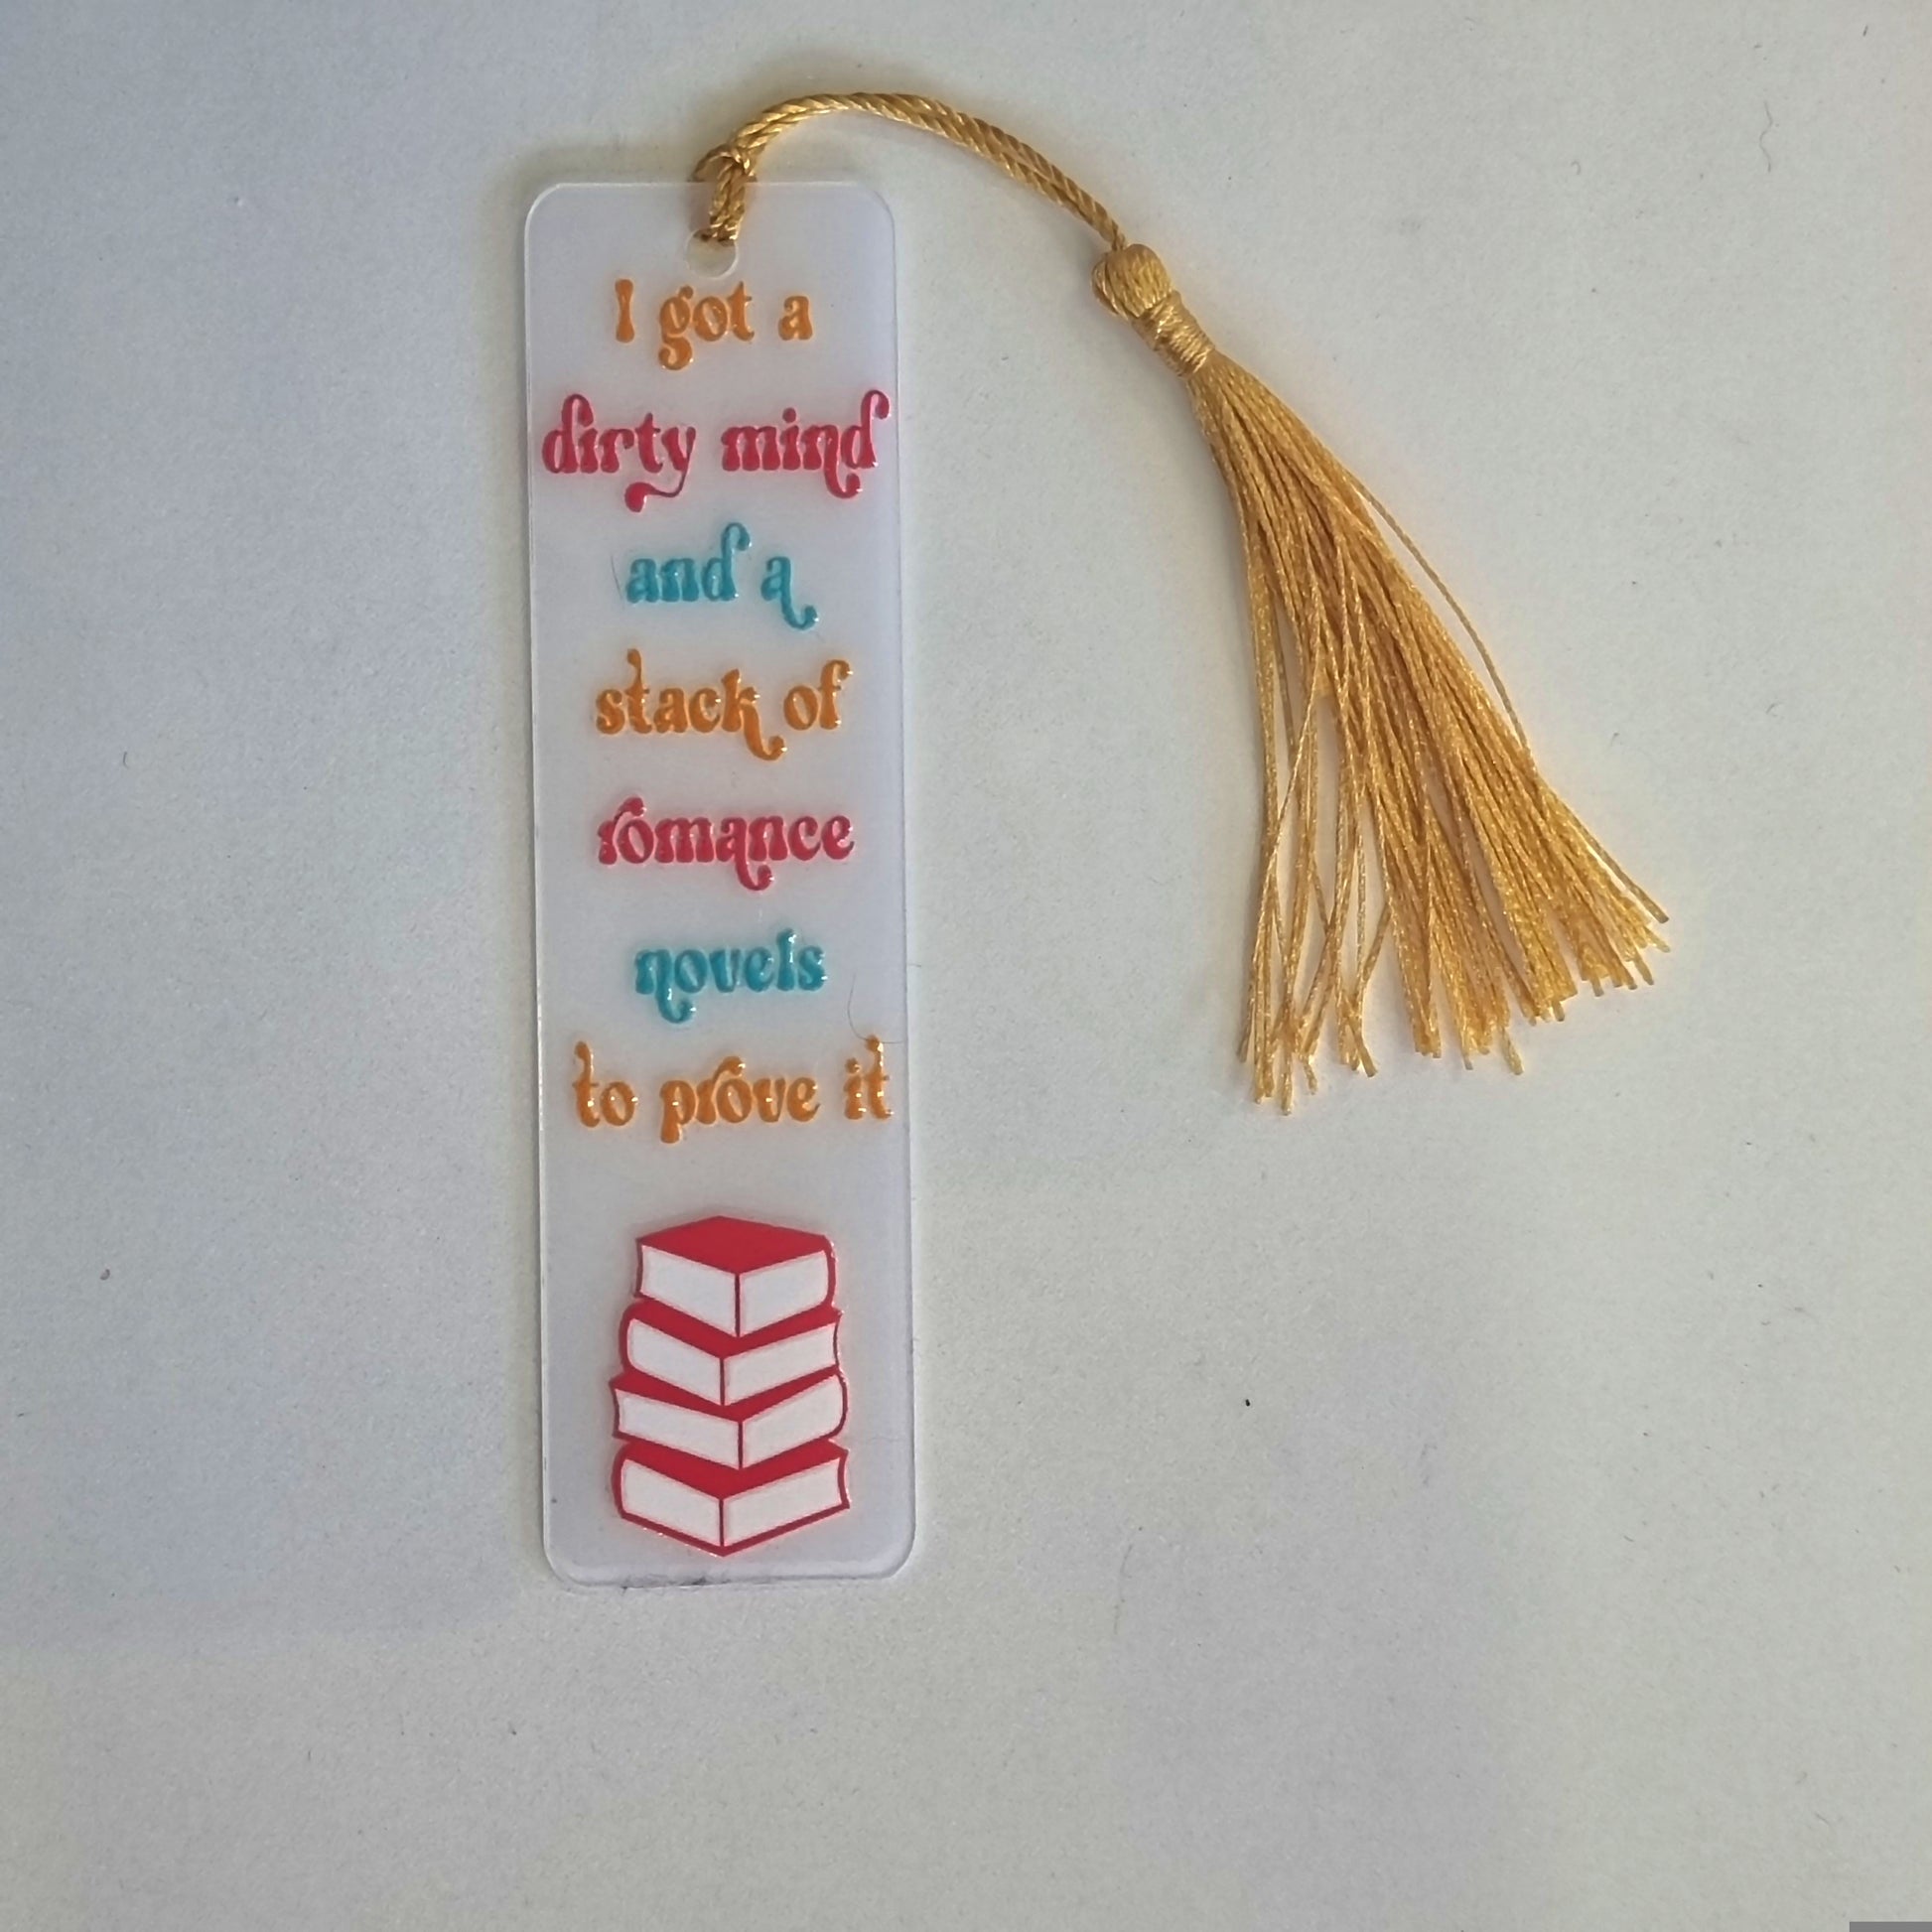 I got a
dirty mind
and a
stack of
romance
novels
to prove it